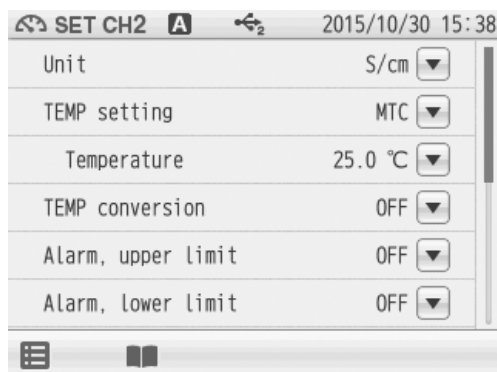 SET CH2 A 2 2015/10/30 15:38
Unit S/cm
TEMP setting MTC
Temperature 25.0 ℃
TEMP conversion OFF
Alarm, upper limit OFF
Alarm, lower limit OFF